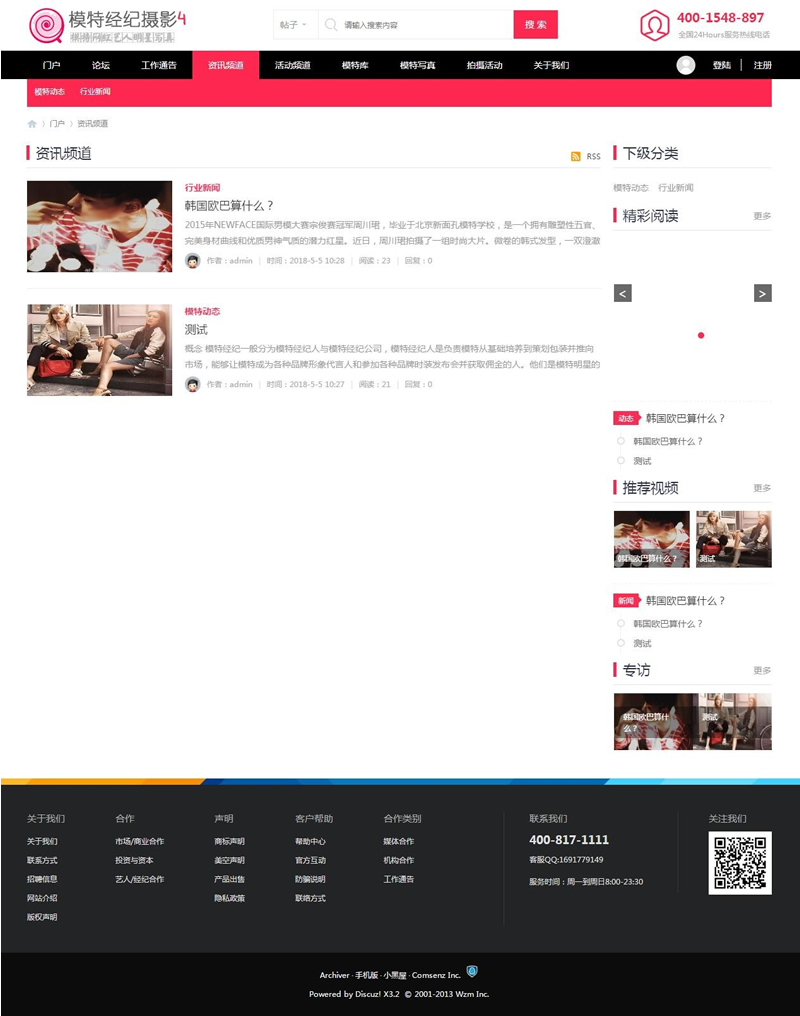 模特经纪摄影4
帖子
请输入搜索内容
搜 索
400-1548-897
全国24Hours服务热线电话
门户 论坛 工作通告 资讯频道 活动频道 模特库 模特写真 拍摄活动 关于我们 登陆 注册
模特动态 行业新闻
门户 资讯频道
资讯频道
RSS
行业新闻
韩国欧巴算什么？
2015年NEWFACE国际男模大赛宗俊赛冠军周川珺，毕业于北京新面孔模特学校，是一个拥有雕塑性五官、
完美身材曲线和优质男神气质的潜力红星。近日，周川珺拍摄了一组时尚大片。微卷的韩式发型，一双澄澈
作者：admin | 时间：2018-5-5 10:28 | 阅读：23 | 回复：0
模特动态
测试
概念 模特经纪一般分为模特经纪人与模特经纪公司，模特经纪人是负责模特从基础培养到策划包装并推向
市场，能够让模特成为各种品牌形象代言人和参加各种品牌时装发布会并获取佣金的人。他们是模特明星的
作者：admin | 时间：2018-5-5 10:27 | 阅读：21 | 回复：0
下级分类
模特动态 行业新闻
精彩阅读 更多
< >
动态 韩国欧巴算什么？
韩国欧巴算什么？
测试
推荐视频 更多
韩国欧巴算什么？ 测试
新闻 韩国欧巴算什么？
韩国欧巴算什么？
测试
专访 更多
韩国欧巴算什么？ 测试
关于我们 合作 声明 客户帮助 合作类别 联系我们 关注我们
关于我们 市场/商业合作 商标声明 帮助中心 媒体合作 400-817-1111
联系方式 投资与资本 美空声明 官方互动 机构合作 客服QQ:1691779149
招聘信息 艺人/经纪合作 产品出售 防骗说明 工作通告 服务时间：周一到周日8:00-23:30
网站介绍 隐私政策 联络方式
版权声明
Archiver · 手机版 · 小黑屋 · Comsenz Inc.
Powered by Discuz! X3.2 © 2001-2013 Wzm Inc.